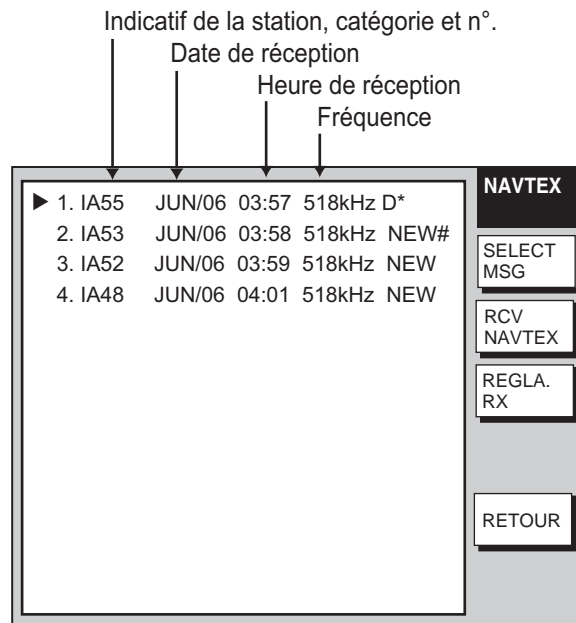 Indicatif de la station, catégorie et n°.
Date de réception
Heure de réception
Fréquence
NAVTEX
▶ 1. IA55 JUN/06 03:57 518kHz D*
2. IA53 JUN/06 03:58 518kHz NEW#
3. IA52 JUN/06 03:59 518kHz NEW
4. IA48 JUN/06 04:01 518kHz NEW
SELECT
MSG
RCV
NAVTEX
REGLA.
RX
RETOUR